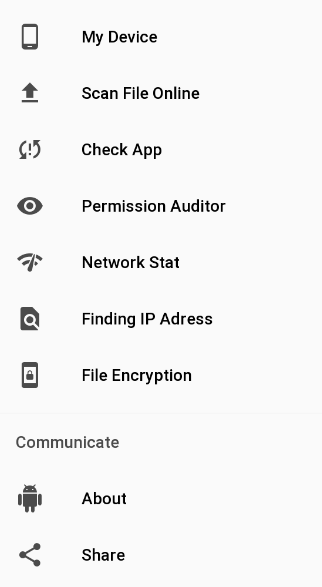 My Device
Scan File Online
Check App
Permission Auditor
Network Stat
Finding IP Adress
File Encryption
Communicate
About
Share